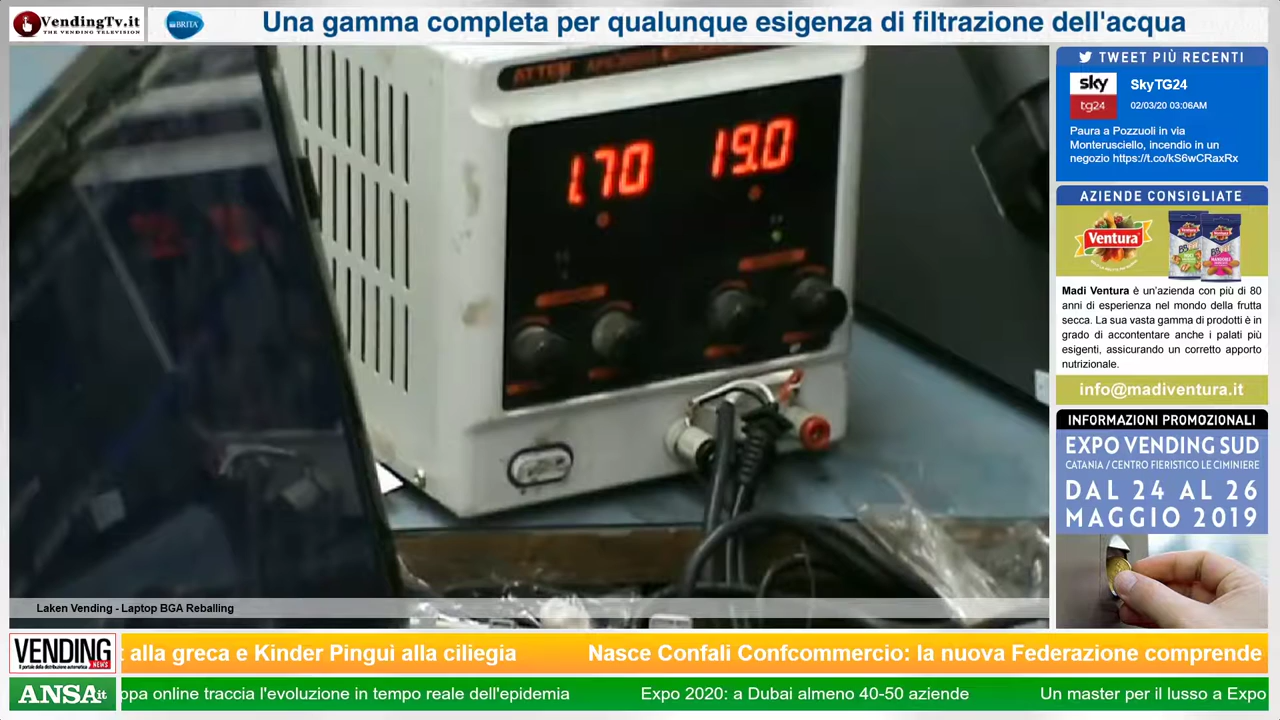 VendingTv.it
THE VENDING TELEVISION
BRITA
Una gamma completa per qualunque esigenza di filtrazione dell'acqua
ATTEN
1.70
19.0
Laken Vending - Laptop BGA Reballing
TWEET PIÙ RECENTI
sky
tg24
SkyTG24
02/03/20 03:06AM
Paura a Pozzuoli in via
Monterusciello, incendio in un
negozio https://t.co/kS6wCRaxRx
AZIENDE CONSIGLIATE
Ventura
Madi Ventura è un'azienda con più di 80
anni di esperienza nel mondo della frutta
secca. La sua vasta gamma di prodotti è in
grado di accontentare anche i palati più
esigenti, assicurando un corretto apporto
nutrizionale.
info@madiventura.it
INFORMAZIONI PROMOZIONALI
EXPO VENDING SUD
CATANIA / CENTRO FIERISTICO LE CIMINIERE
DAL 24 AL 26
MAGGIO 2019
VENDING
NEWS
Il portale della distribuzione automatica
alla greca e Kinder Pinguì alla ciliegia
Nasce Confali Confcommercio: la nuova Federazione comprende
ANSA.it
opa online traccia l'evoluzione in tempo reale dell'epidemia
Expo 2020: a Dubai almeno 40-50 aziende
Un master per il lusso a Expo